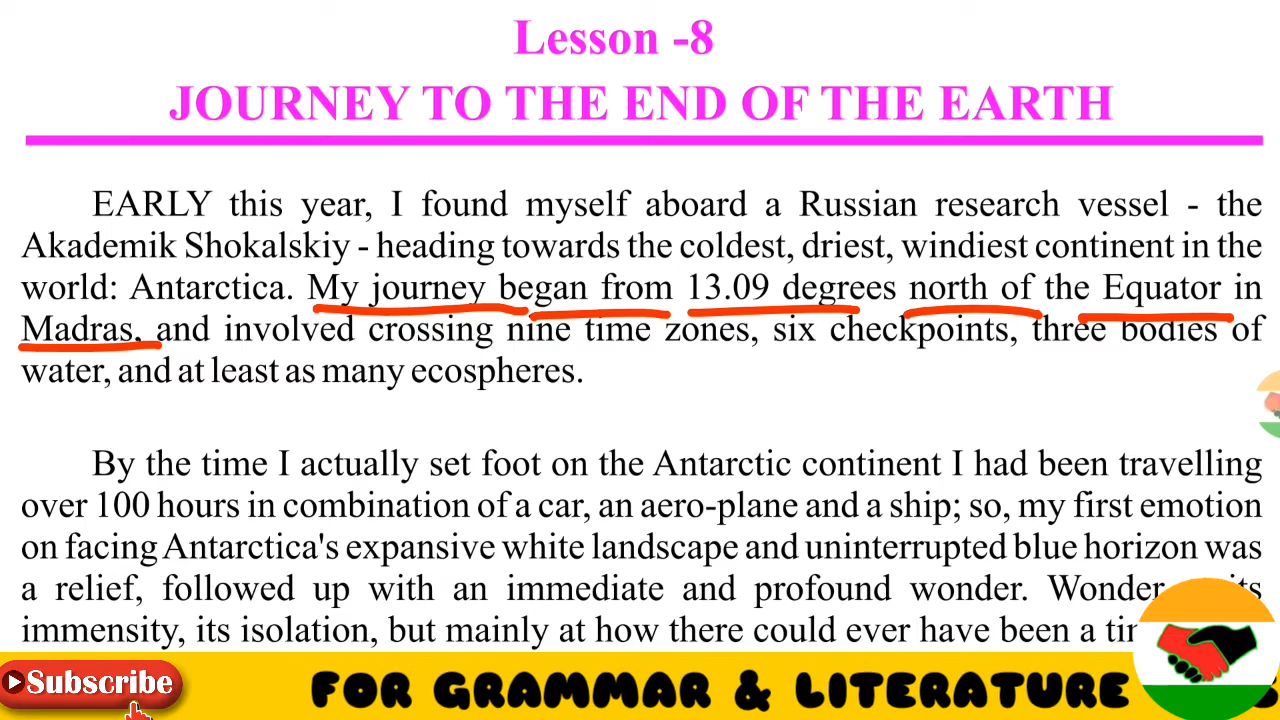 Lesson -8
JOURNEY TO THE END OF THE EARTH
EARLY this year, I found myself aboard a Russian research vessel - the
Akademik Shokalskiy - heading towards the coldest, driest, windiest continent in the
world: Antarctica. My journey began from 13.09 degrees north of the Equator in
Madras, and involved crossing nine time zones, six checkpoints, three bodies of
water, and at least as many ecospheres.
By the time I actually set foot on the Antarctic continent I had been travelling
over 100 hours in combination of a car, an aero-plane and a ship; so, my first emotion
on facing Antarctica's expansive white landscape and uninterrupted blue horizon was
a relief, followed up with an immediate and profound wonder. Wonder its
immensity, its isolation, but mainly at how there could ever have been a
Subscribe
FOR GRAMMAR & LITERATURE